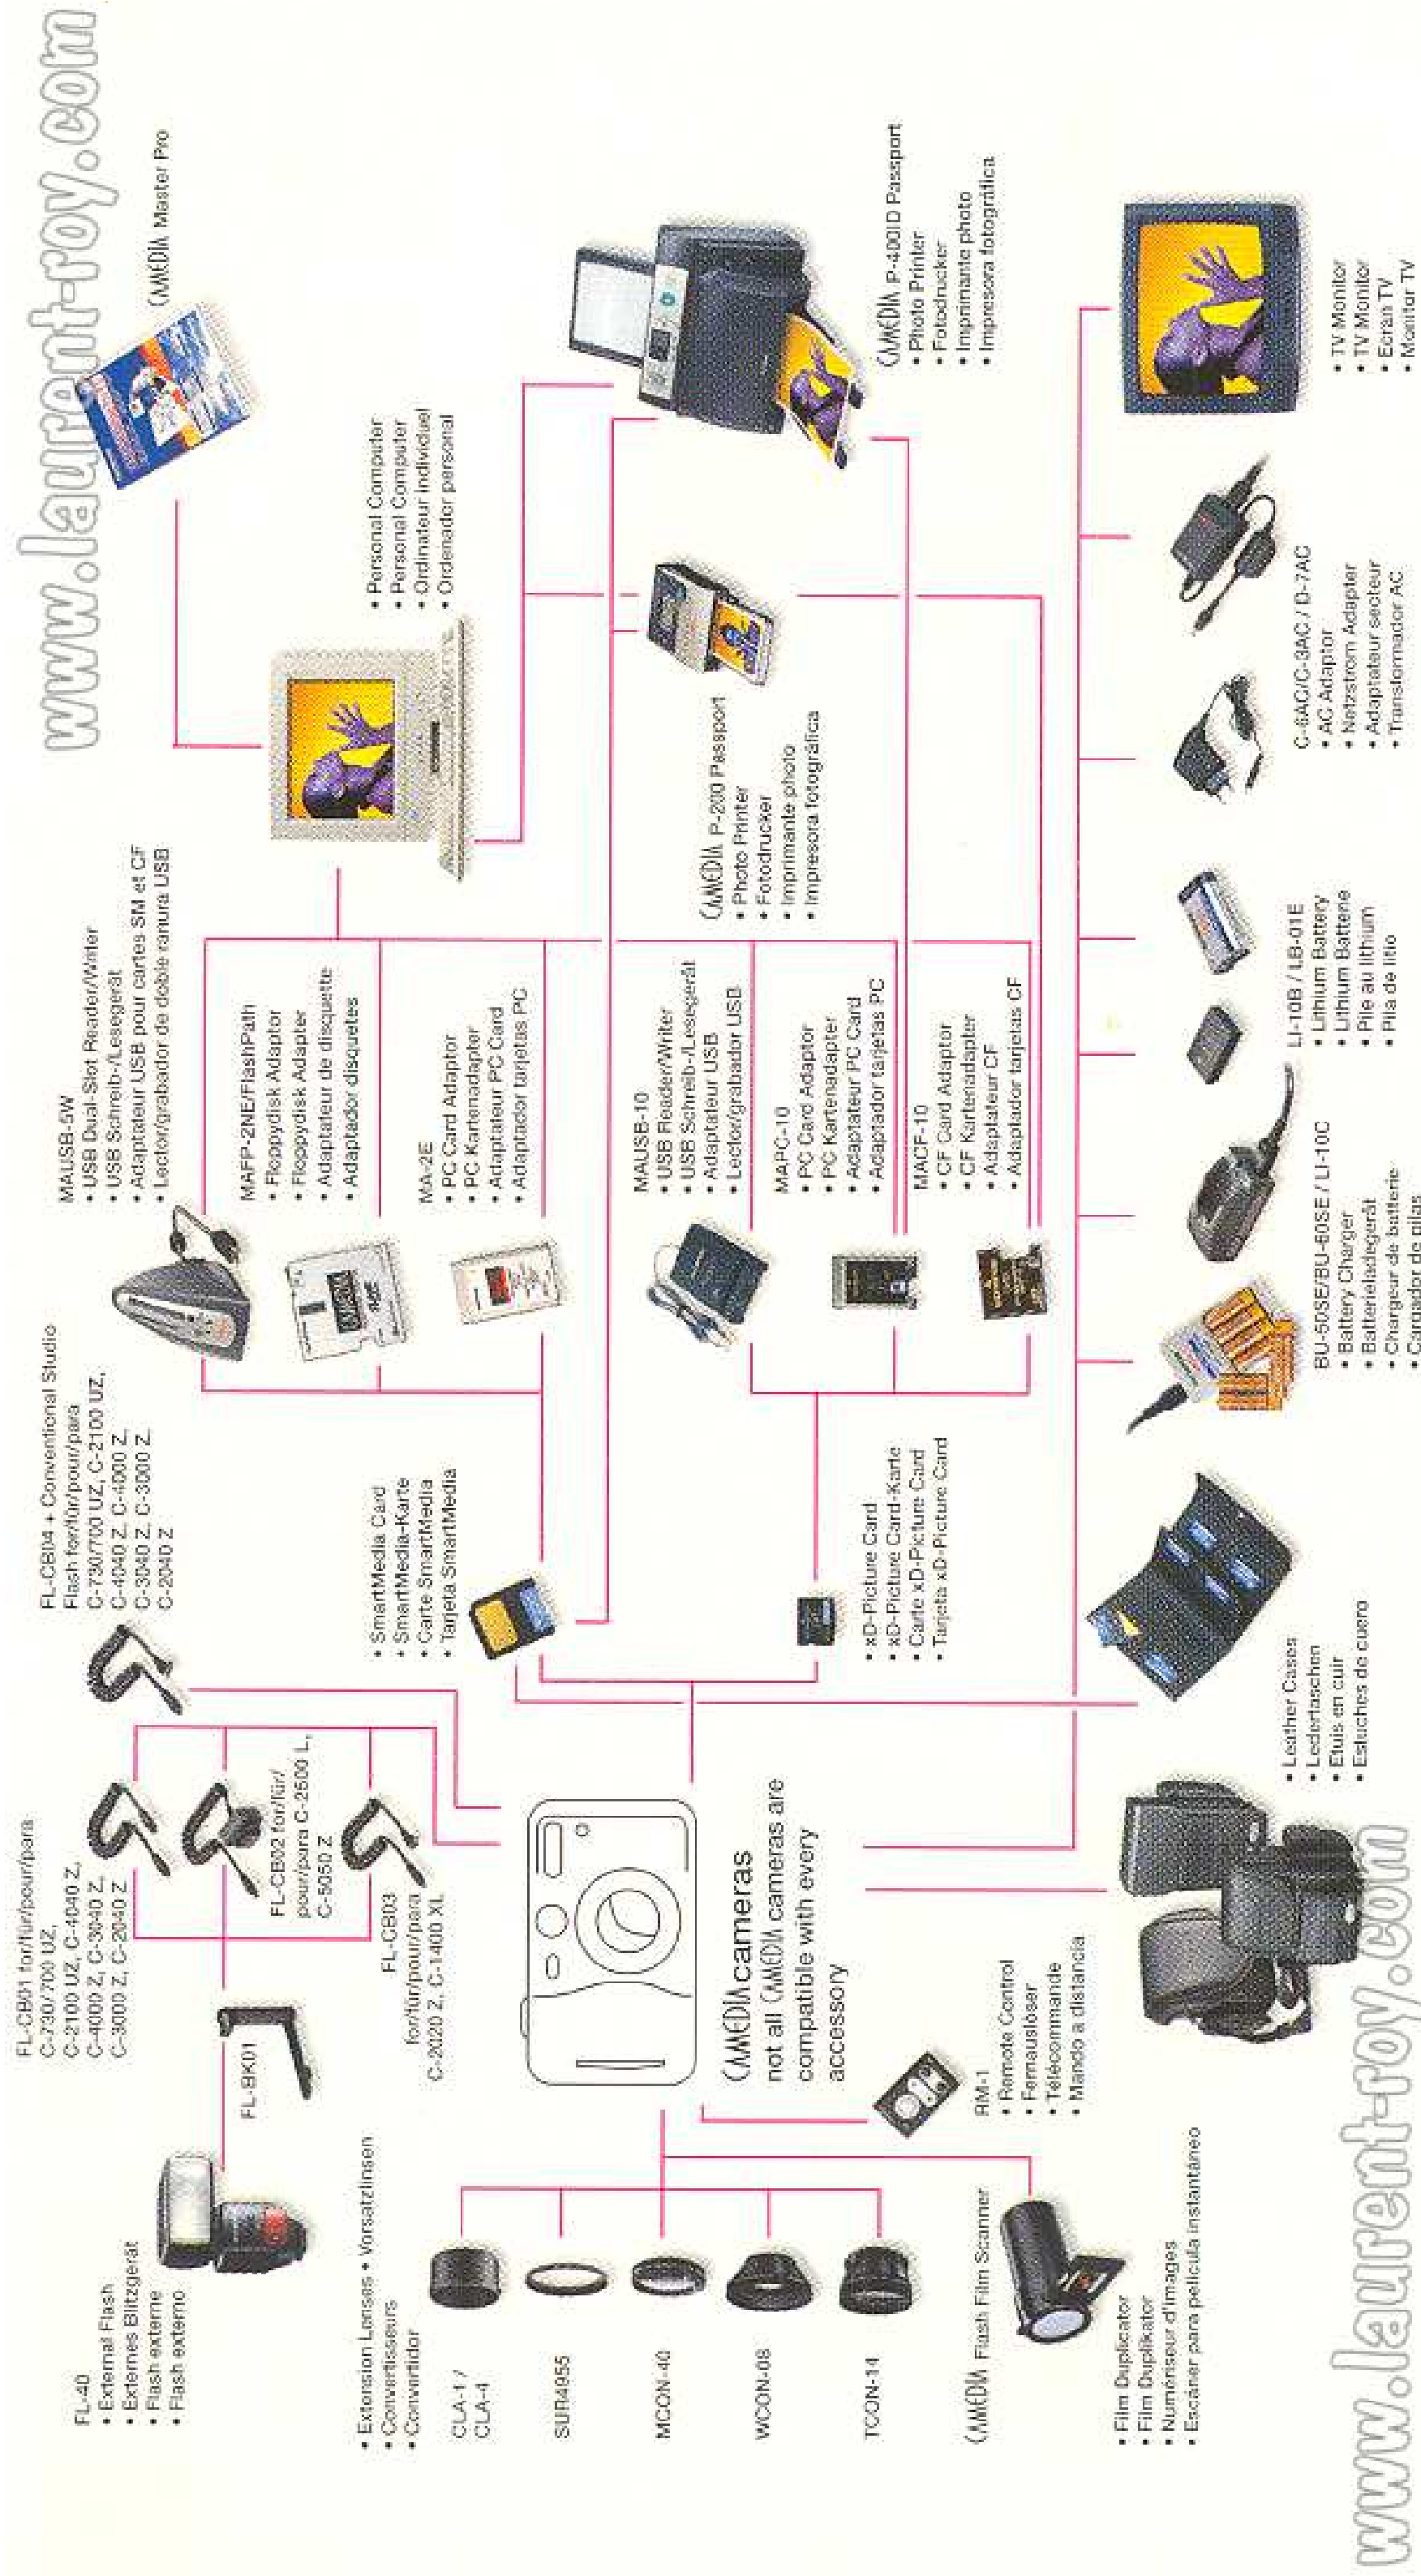 www.laurent-roy.com
FL-40
• External Flash
• Externes Blitzgerät
• Flash externe
• Flash externo
FL-BK01
FL-CB01 for/für/pour/para
C-730/700 UZ,
C-2100 UZ, C-4040 Z,
C-4000 Z, C-3040 Z,
C-3000 Z, C-2040 Z
FL-CB02 for/für/
pour/para C-2500 L,
C-5050 Z
FL-CB03
for/für/pour/para
C-2020 Z, C-1400 XL
FL-CB04 + Conventional Studio
Flash for/für/pour/para
C-730/700 UZ, C-2100 UZ,
C-4040 Z, C-4000 Z,
C-3040 Z, C-3000 Z,
C-2040 Z
MAUSB-5W
• USB Dual-Slot Reader/Writer
• USB Schreib-/Lesegerät
• Adaptateur USB pour cartes SM et CF
• Lector/grabador de doble ranura USB
MAFP-2NE/FlashPath
• Floppydisk Adaptor
• Floppydisk Adapter
• Adaptateur de disquette
• Adaptador disquetes
MA-2E
• PC Card Adaptor
• PC Kartenadapter
• Adaptateur PC Card
• Adaptador tarjetas PC
CAMEDIA Master Pro
• Personal Computer
• Personal Computer
• Ordinateur individuel
• Ordenador personal
• SmartMedia Card
• SmartMedia-Karte
• Carte SmartMedia
• Tarjeta SmartMedia
• Extension Lenses • Vorsatzlinsen
• Convertisseurs
• Convertidor
CLA-1 /
CLA-4
SUR4955
MCON-40
WCON-08
TCON-14
CAMEDIA cameras
not all CAMEDIA cameras are
compatible with every
accessory
MAUSB-10
• USB Reader/Writer
• USB Schreib-/Lesegerät
• Adaptateur USB
• Lector/grabador USB
MAPC-10
• PC Card Adaptor
• PC Kartenadapter
• Adaptateur PC Card
• Adaptador tarjetas PC
MACF-10
• CF Card Adaptor
• CF Kartenadapter
• Adaptateur CF
• Adaptador tarjetas CF
CAMEDIA P-200 Passport
• Photo Printer
• Fotodrucker
• Imprimante photo
• Impresora fotográfica
CAMEDIA P-400ID Passport
• Photo Printer
• Fotodrucker
• Imprimante photo
• Impresora fotográfica
• xD-Picture Card
• xD-Picture Card-Karte
• Carte xD-Picture Card
• Tarjeta xD-Picture Card
RM-1
• Remote Control
• Fernauslöser
• Télécommande
• Mando a distancia
CAMEDIA Flash Film Scanner
• Film Duplicator
• Film Duplikator
• Numériseur d'images
• Escáner para película instantáneo
• Leather Cases
• Ledertaschen
• Etuis en cuir
• Estuches de cuero
BU-50SE/BU-60SE / LI-10C
• Battery Charger
• Batterieladegerät
• Chargeur de batterie
• Cargador de pilas
LI-10B / LB-01E
• Lithium Battery
• Lithium Batterie
• Pile au lithium
• Pila de litio
C-6AC/C-3AC / D-7AC
• AC Adaptor
• Netzstrom Adapter
• Adaptateur secteur
• Transformador AC
• TV Monitor
• TV Monitor
• Ecran TV
• Monitor TV
www.laurent-roy.com